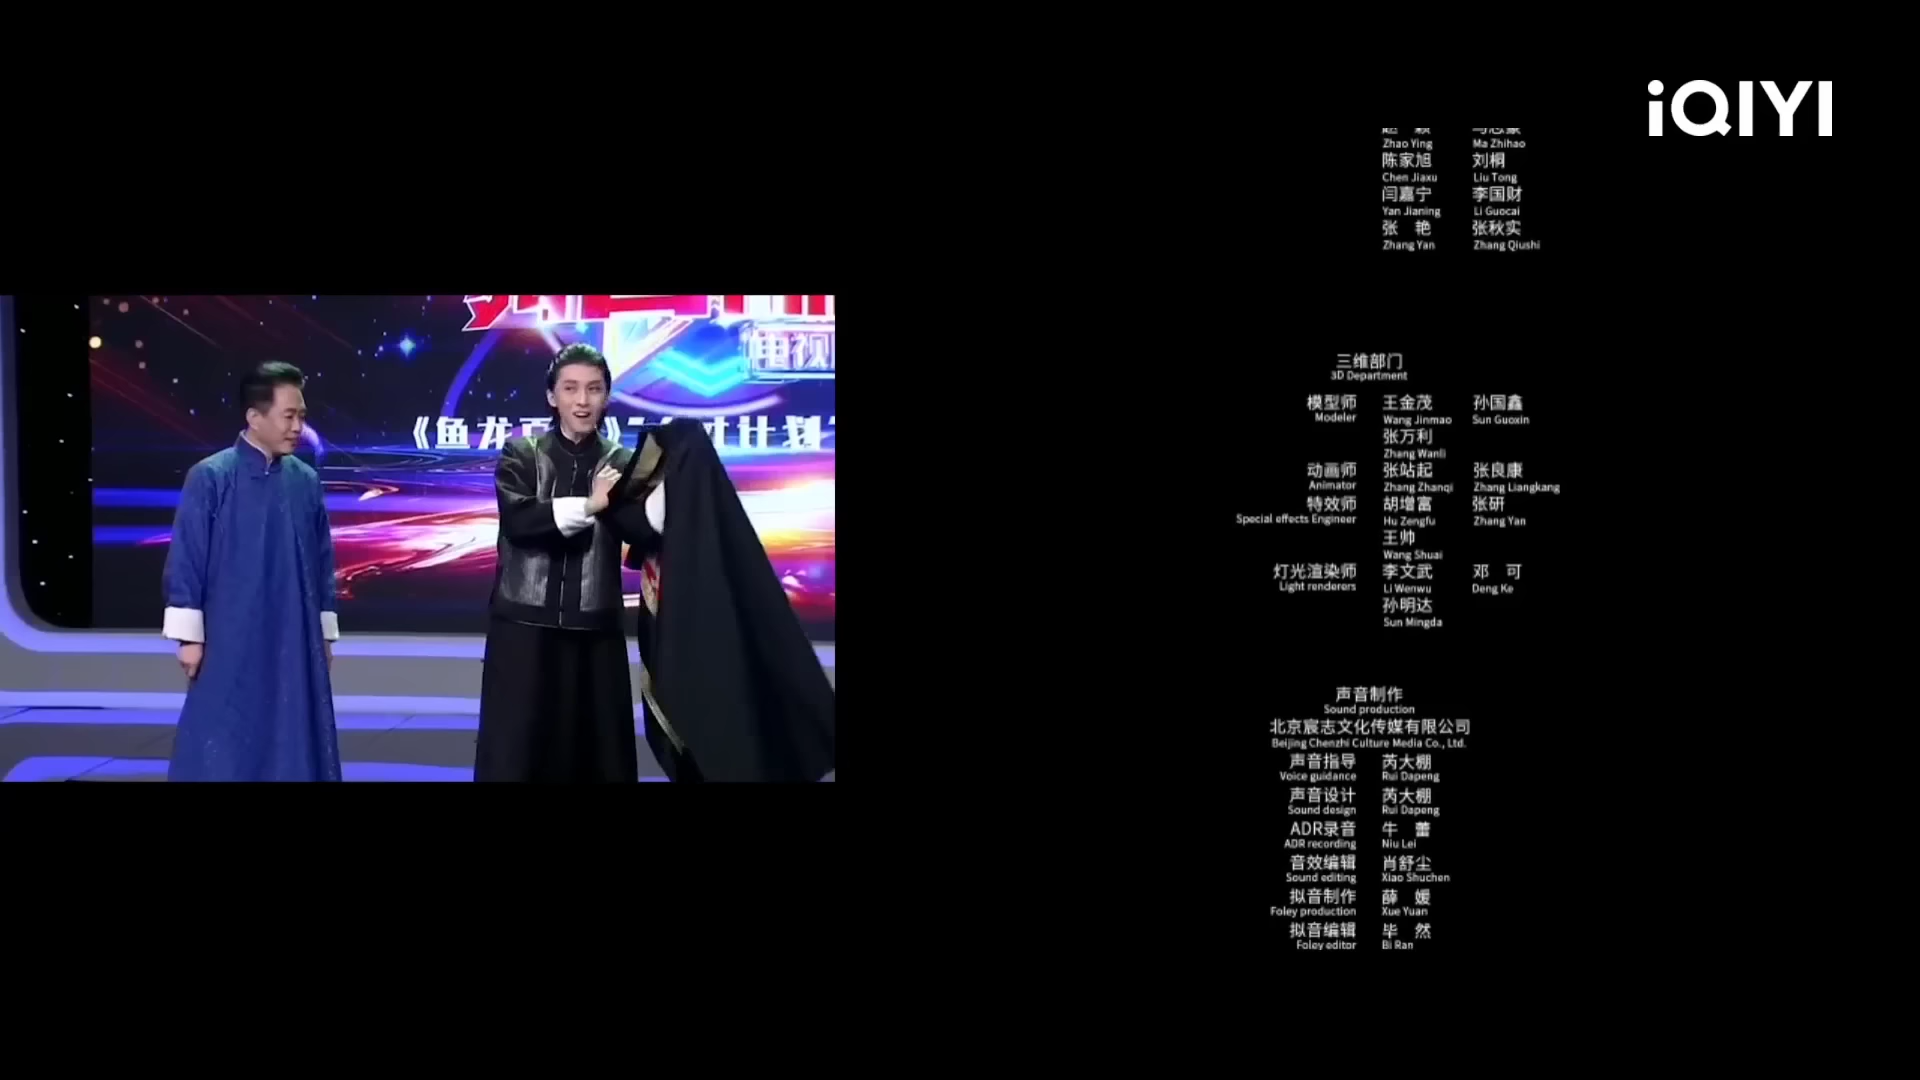 iQIYI
Zhao Ying Ma Zhihao
陈家旭 刘桐
Chen Jiaxu Liu Tong
闫嘉宁 李国财
Yan Jianing Li Guocai
张 艳 张秋实
Zhang Yan Zhang Qiushi
电视
《鱼龙百
三维部门
3D Department
模型师 王金茂 孙国鑫
Modeler Wang Jinmao Sun Guoxin
张万利
Zhang Wanli
动画师 张站起 张良康
Animator Zhang Zhanqi Zhang Liangkang
特效师 胡增富 张研
Special effects Engineer Hu Zengfu Zhang Yan
王帅
Wang Shuai
灯光渲染师 李文武 邓 可
Light renderers Li Wenwu Deng Ke
孙明达
Sun Mingda
声音制作
Sound production
北京宸志文化传媒有限公司
Beijing Chenzhi Culture Media Co., Ltd.
声音指导 芮大棚
Voice guidance Rui Dapeng
声音设计 芮大棚
Sound design Rui Dapeng
ADR录音 牛 蕾
ADR recording Niu Lei
音效编辑 肖舒尘
Sound editing Xiao Shuchen
拟音制作 薛 媛
Foley production Xue Yuan
拟音编辑 毕 然
Foley editor Bi Ran